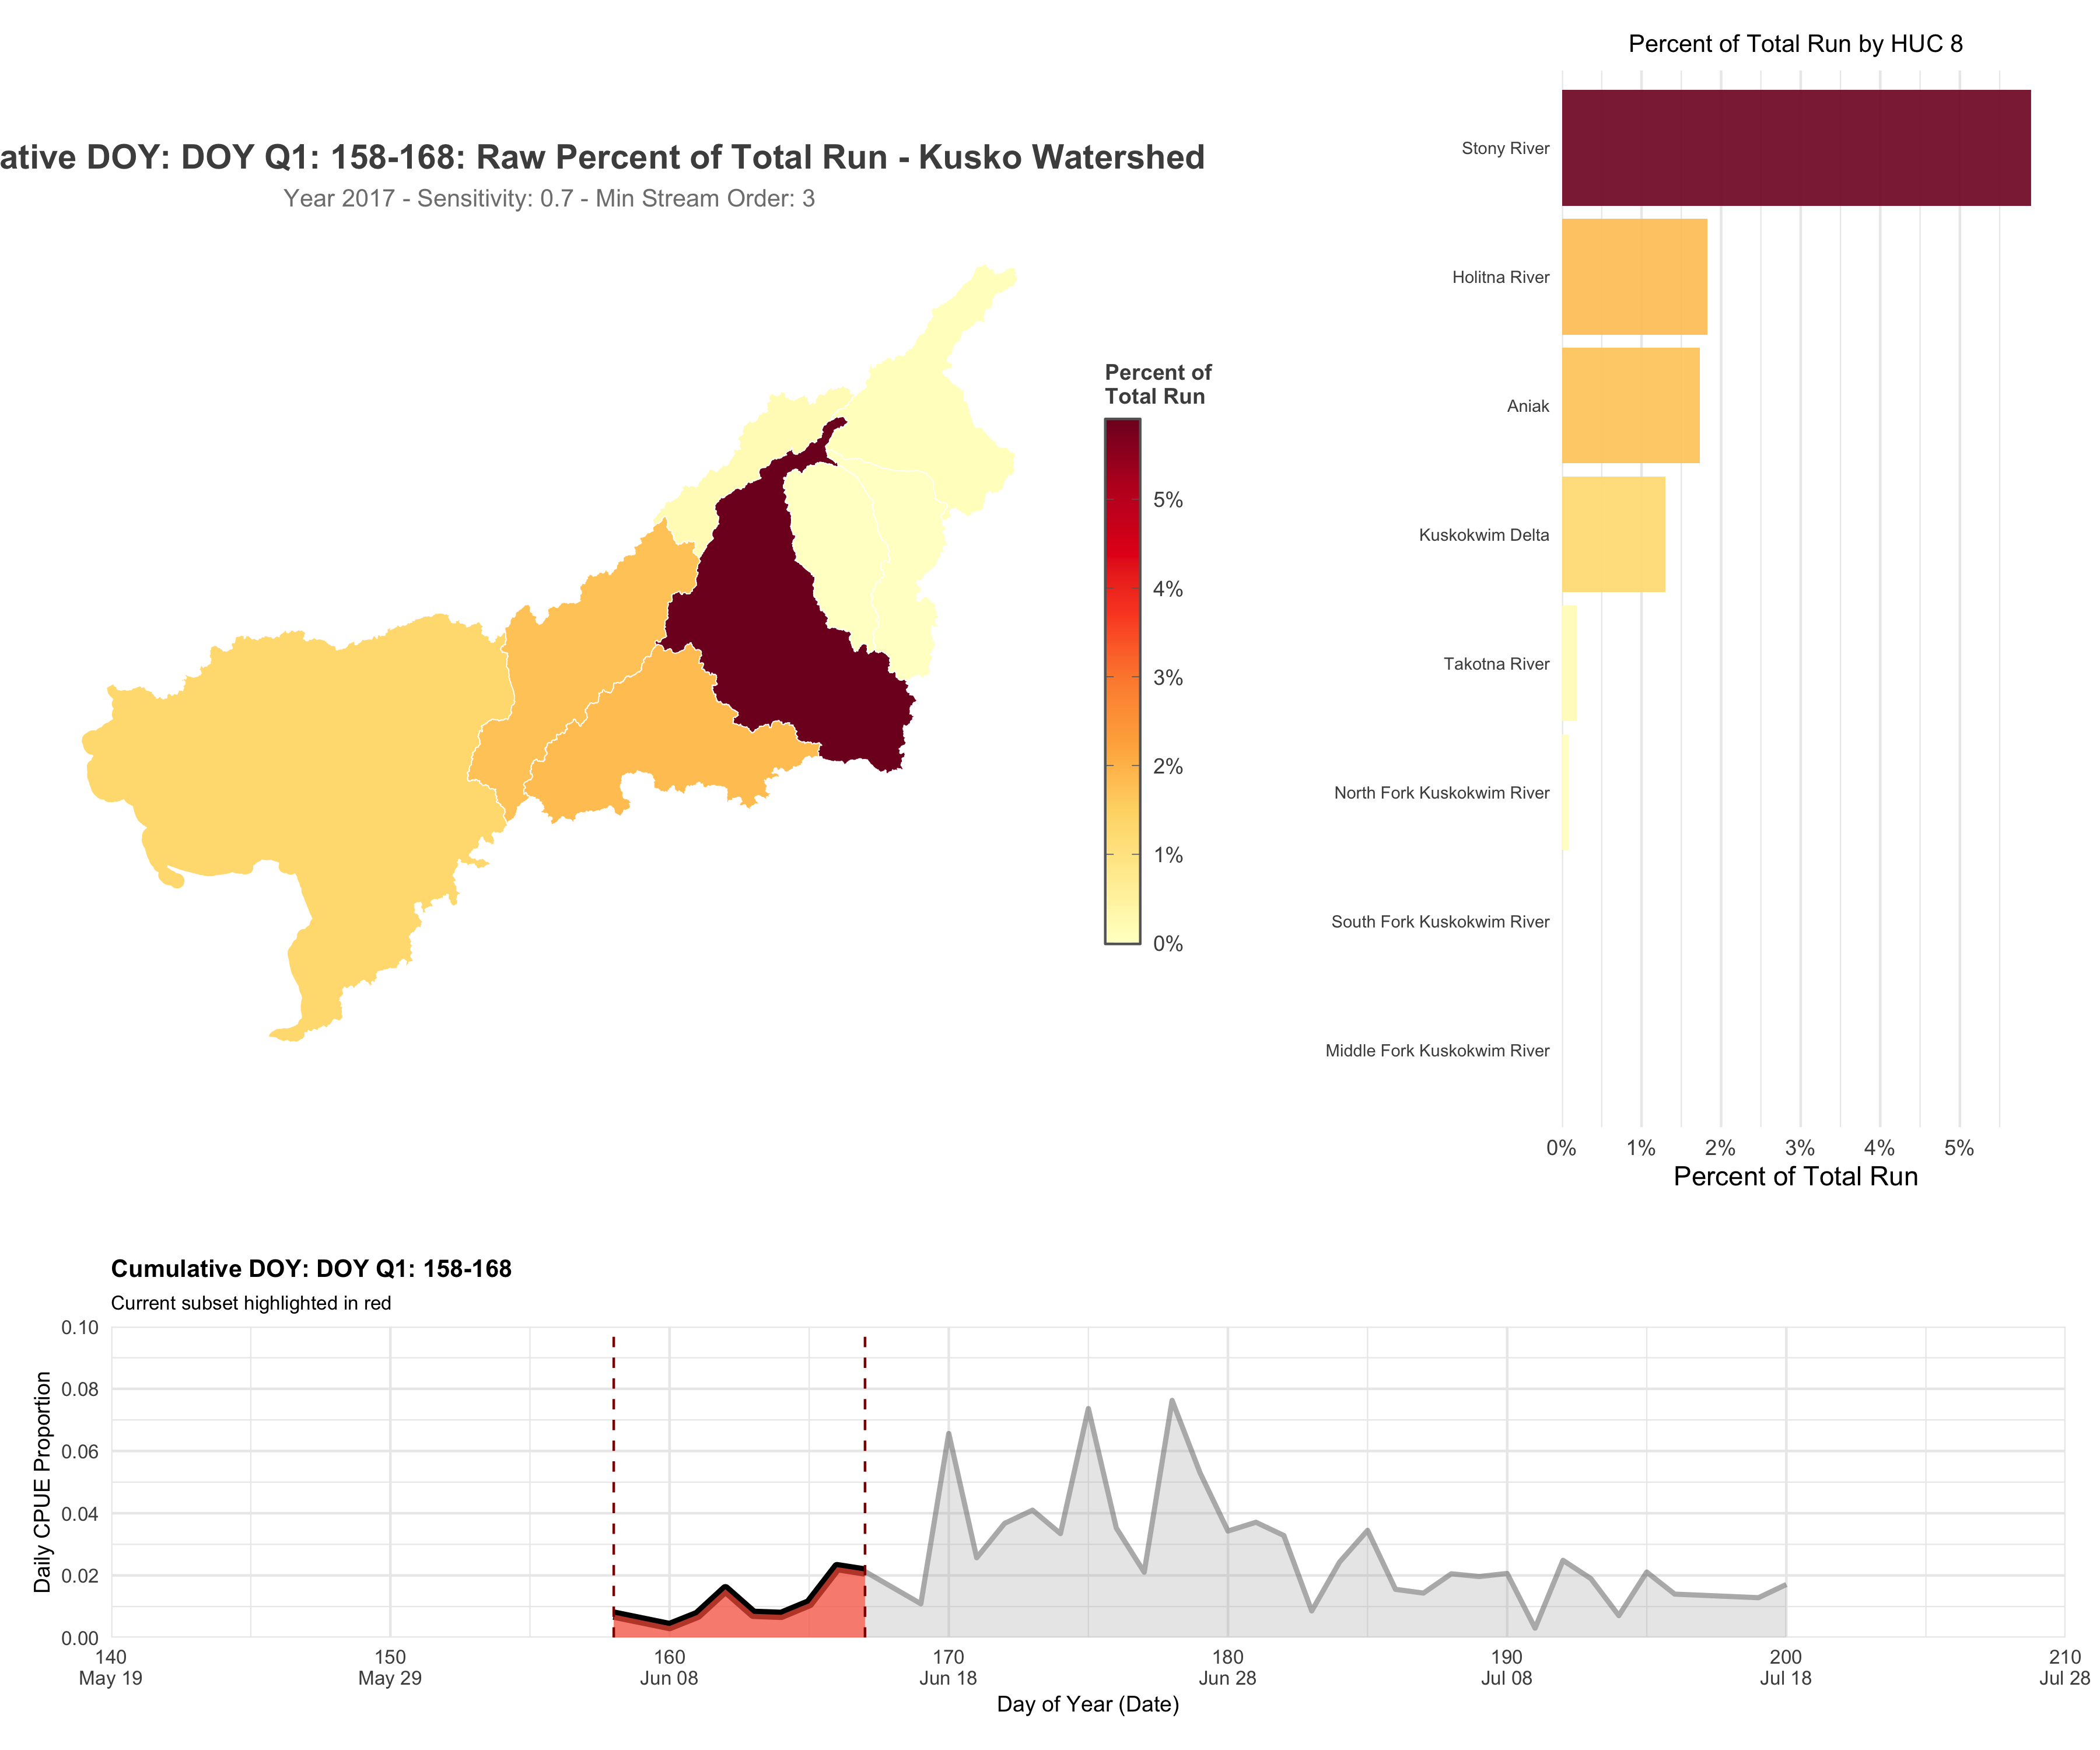 ative DOY: DOY Q1: 158-168: Raw Percent of Total Run - Kusko Watershed
Year 2017 - Sensitivity: 0.7 - Min Stream Order: 3
Percent of
Total Run
5%
4%
3%
2%
1%
0%
Percent of Total Run by HUC 8
Stony River
Holitna River
Aniak
Kuskokwim Delta
Takotna River
North Fork Kuskokwim River
South Fork Kuskokwim River
Middle Fork Kuskokwim River
0% 1% 2% 3% 4% 5%
Percent of Total Run
Cumulative DOY: DOY Q1: 158-168
Current subset highlighted in red
Daily CPUE Proportion
0.10
0.08
0.06
0.04
0.02
0.00
140 150 160 170 180 190 200 210
May 19 May 29 Jun 08 Jun 18 Jun 28 Jul 08 Jul 18 Jul 28
Day of Year (Date)